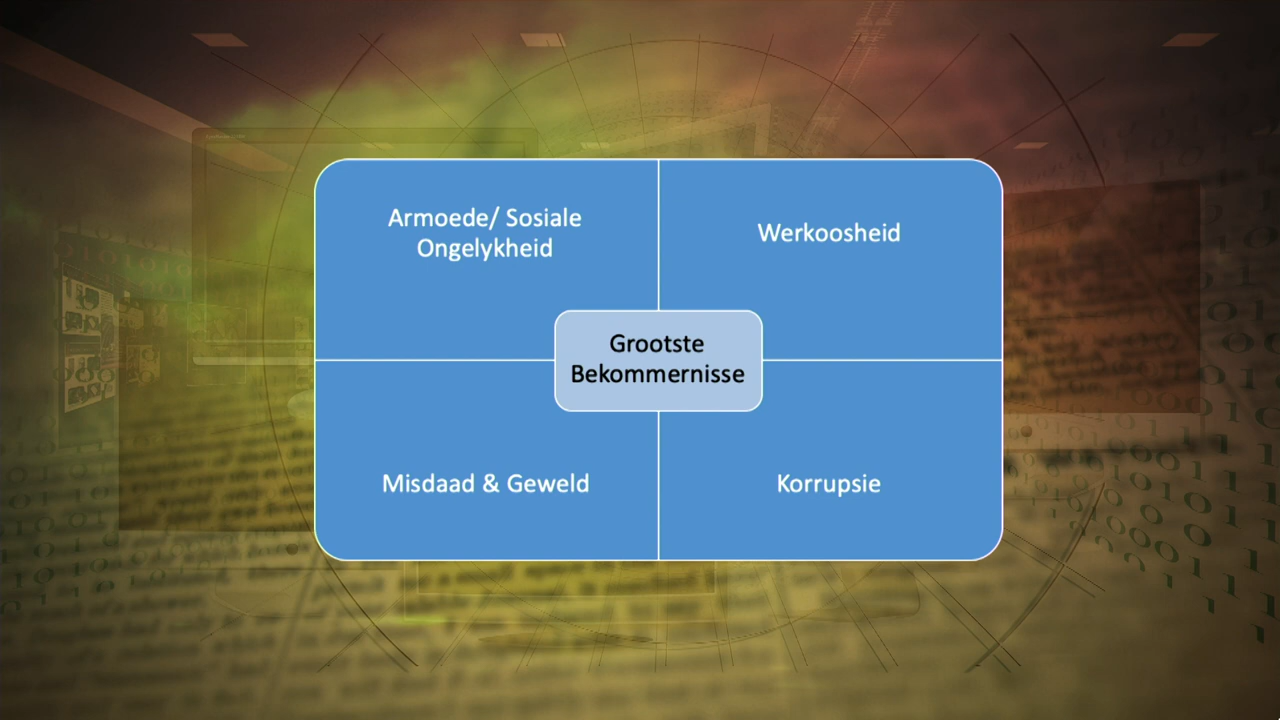 Armoede/ Sosiale
Ongelykheid
Werkoosheid
Grootste
Bekommernisse
Misdaad & Geweld
Korrupsie